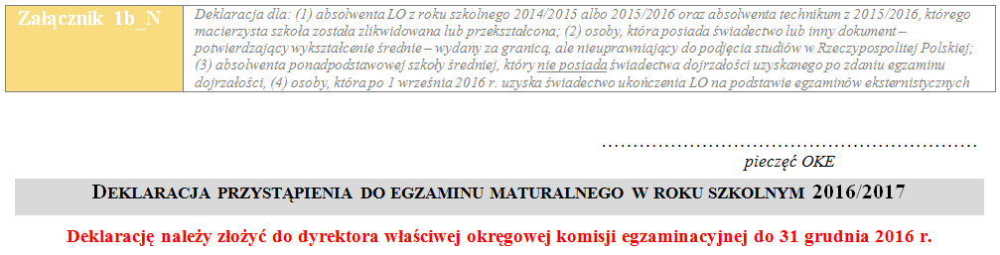 Załącznik 1b_N
Deklaracja dla: (1) absolwenta LO z roku szkolnego 2014/2015 albo 2015/2016 oraz absolwenta technikum z 2015/2016, którego
macierzysta szkoła została zlikwidowana lub przekształcona; (2) osoby, która posiada świadectwo lub inny dokument –
potwierdzający wykształcenie średnie – wydany za granicą, ale nieuprawniający do podjęcia studiów w Rzeczypospolitej Polskiej;
(3) absolwenta ponadpodstawowej szkoły średniej, który nie posiada świadectwa dojrzałości uzyskanego po zdaniu egzaminu
dojrzałości, (4) osoby, która po 1 września 2016 r. uzyska świadectwo ukończenia LO na podstawie egzaminów eksternistycznych
……………………………………………………
pieczęć OKE
DEKLARACJA PRZYSTĄPIENIA DO EGZAMINU MATURALNEGO W ROKU SZKOLNYM 2016/2017
Deklarację należy złożyć do dyrektora właściwej okręgowej komisji egzaminacyjnej do 31 grudnia 2016 r.